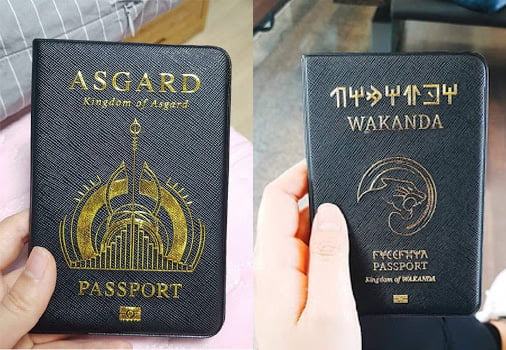 ASGARD
Kingdom of Asgard
PASSPORT
WAKANDA
PASSPORT
Kingdom of WAKANDA